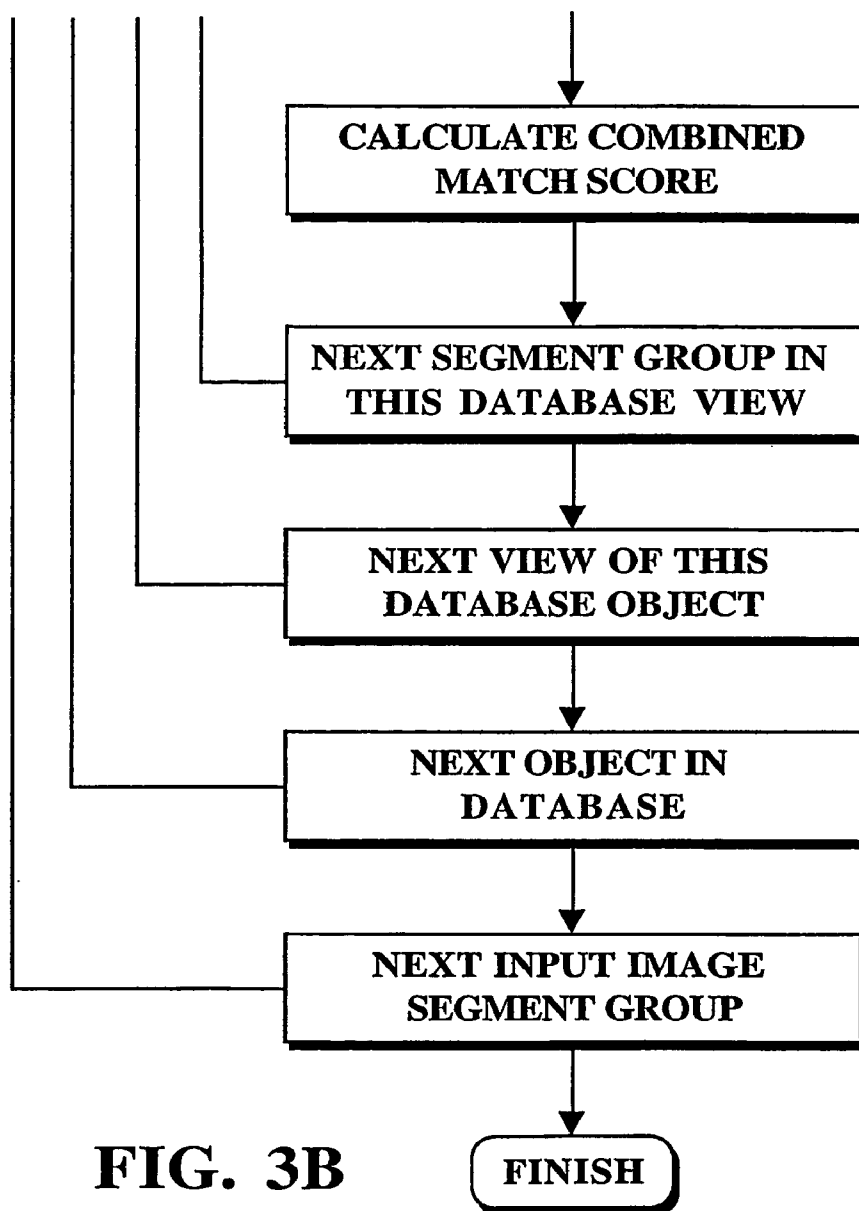 CALCULATE COMBINED
MATCH SCORE
NEXT SEGMENT GROUP IN
THIS DATABASE VIEW
NEXT VIEW OF THIS
DATABASE OBJECT
NEXT OBJECT IN
DATABASE
NEXT INPUT IMAGE
SEGMENT GROUP
FINISH
FIG. 3B